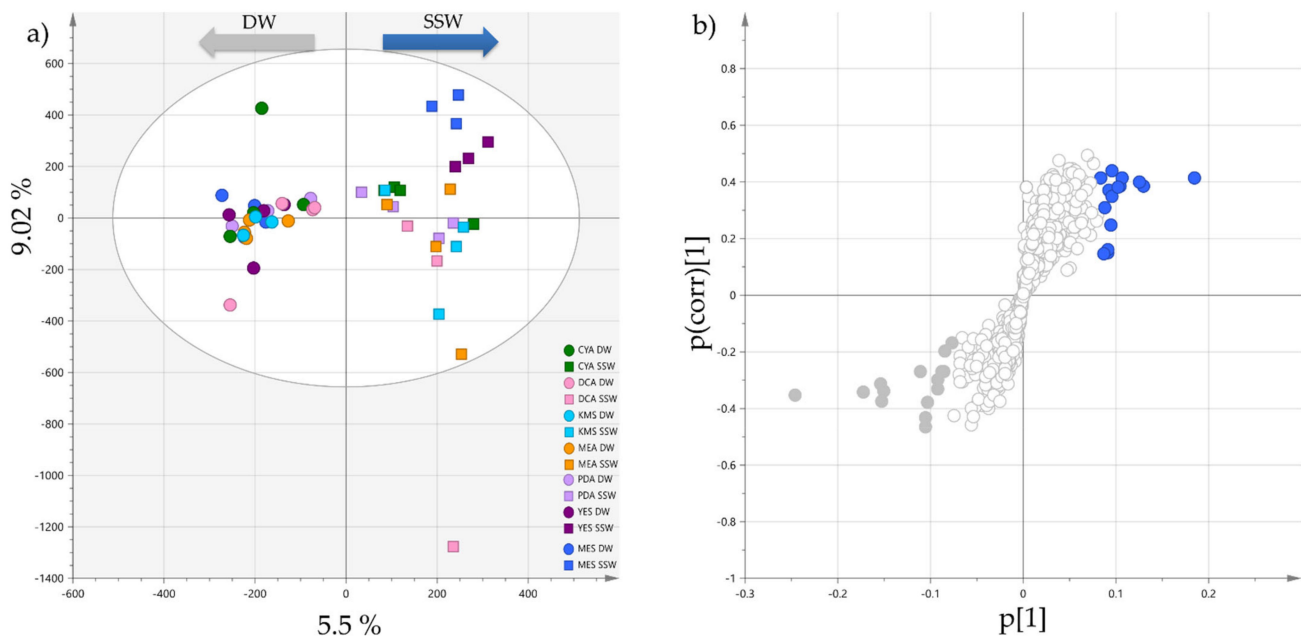 a)
DW
SSW
600
400
200
0
-200
-400
-600
-800
-1000
-1200
-1400
-600
-400
-200
0
200
400
9.02 %
5.5 %
CYA DW
CYA SSW
DCA DW
DCA SSW
KMS DW
KMS SSW
MEA DW
MEA SSW
PDA DW
PDA SSW
YES DW
YES SSW
MES DW
MES SSW
b)
0.8
0.6
0.4
0.2
0
-0.2
-0.4
-0.6
-0.8
-1
-0.3
-0.2
-0.1
0
0.1
0.2
p(corr)[1]
p[1]